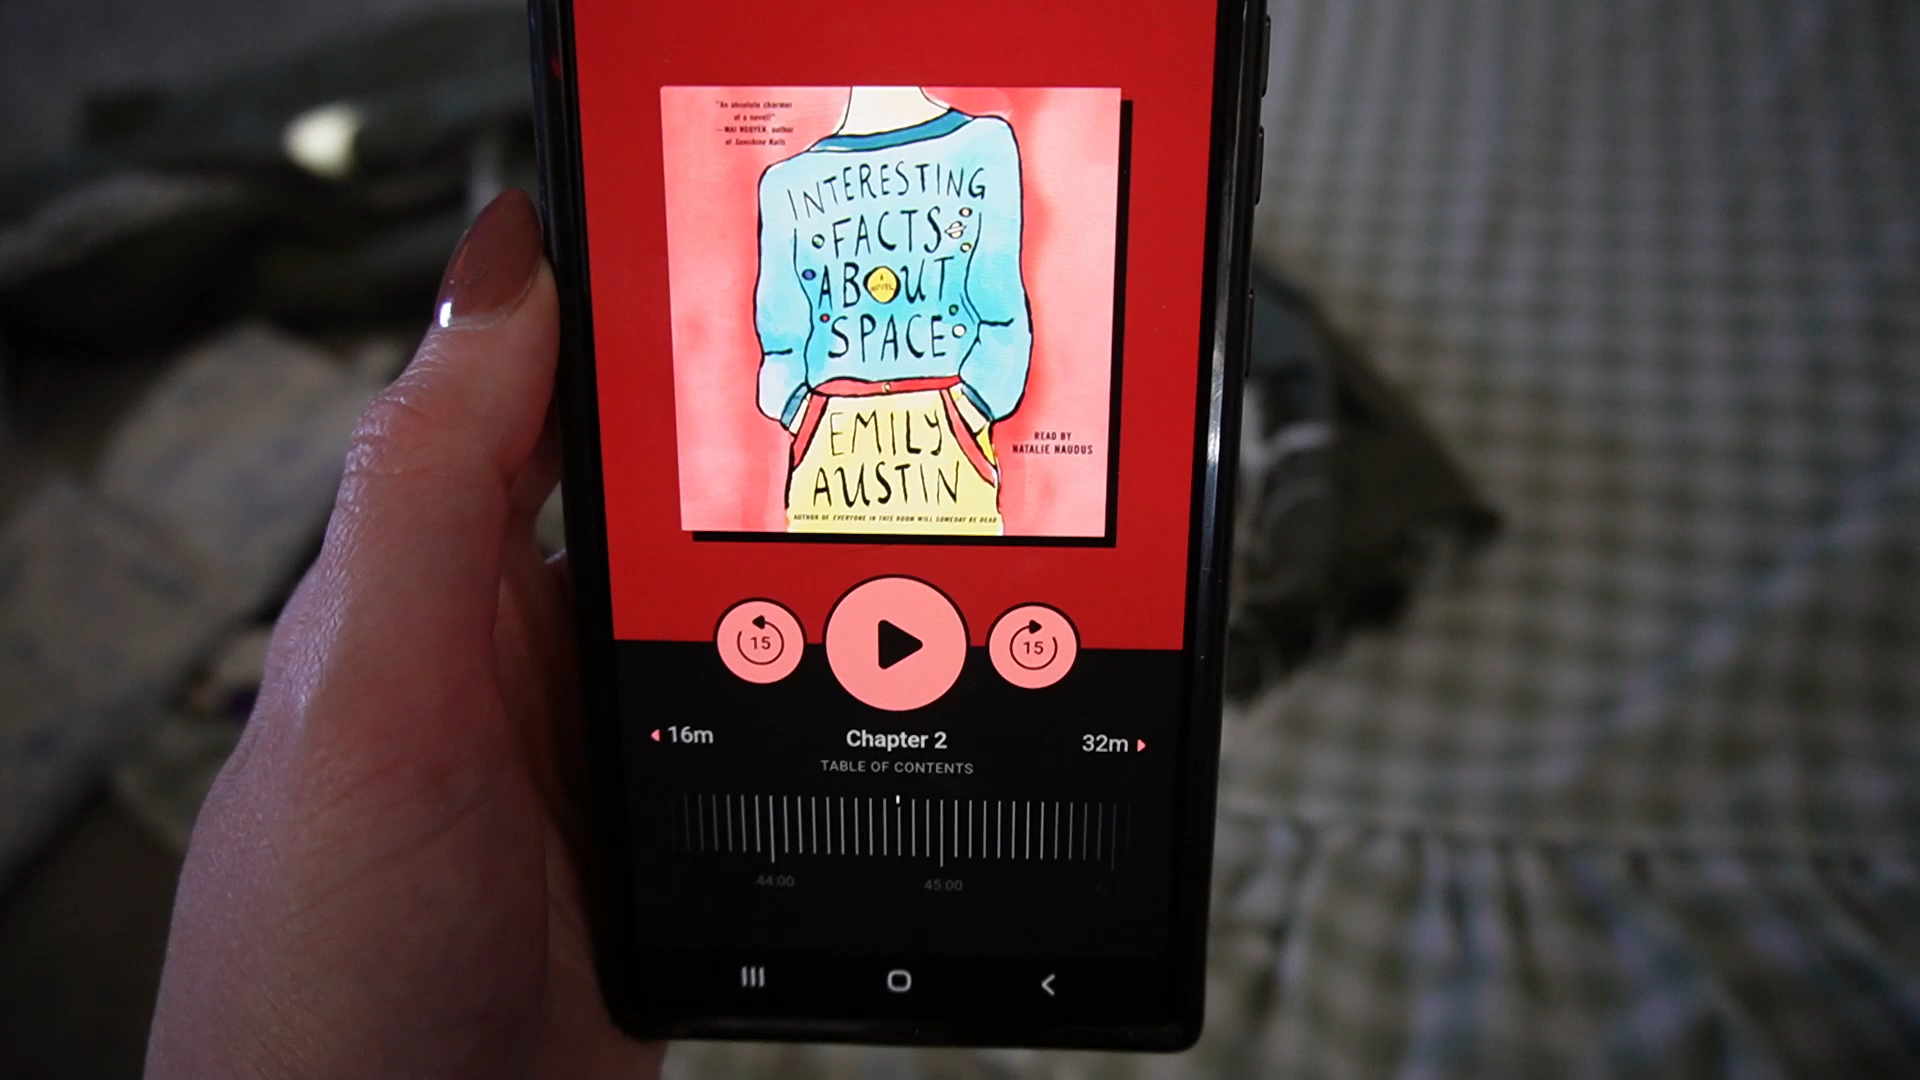 "An absolute charmer
of a novel!"
—MAI NGUYEN, author
of Sunshine Nails
INTERESTING
FACTS
ABOUT
A NOVEL
SPACE
EMILY
AUSTIN
READ BY
NATALIE NAUDUS
AUTHOR OF EVERYONE IN THIS ROOM WILL SOMEDAY BE DEAD
15
15
16m
Chapter 2
32m
TABLE OF CONTENTS
44:00
45:00